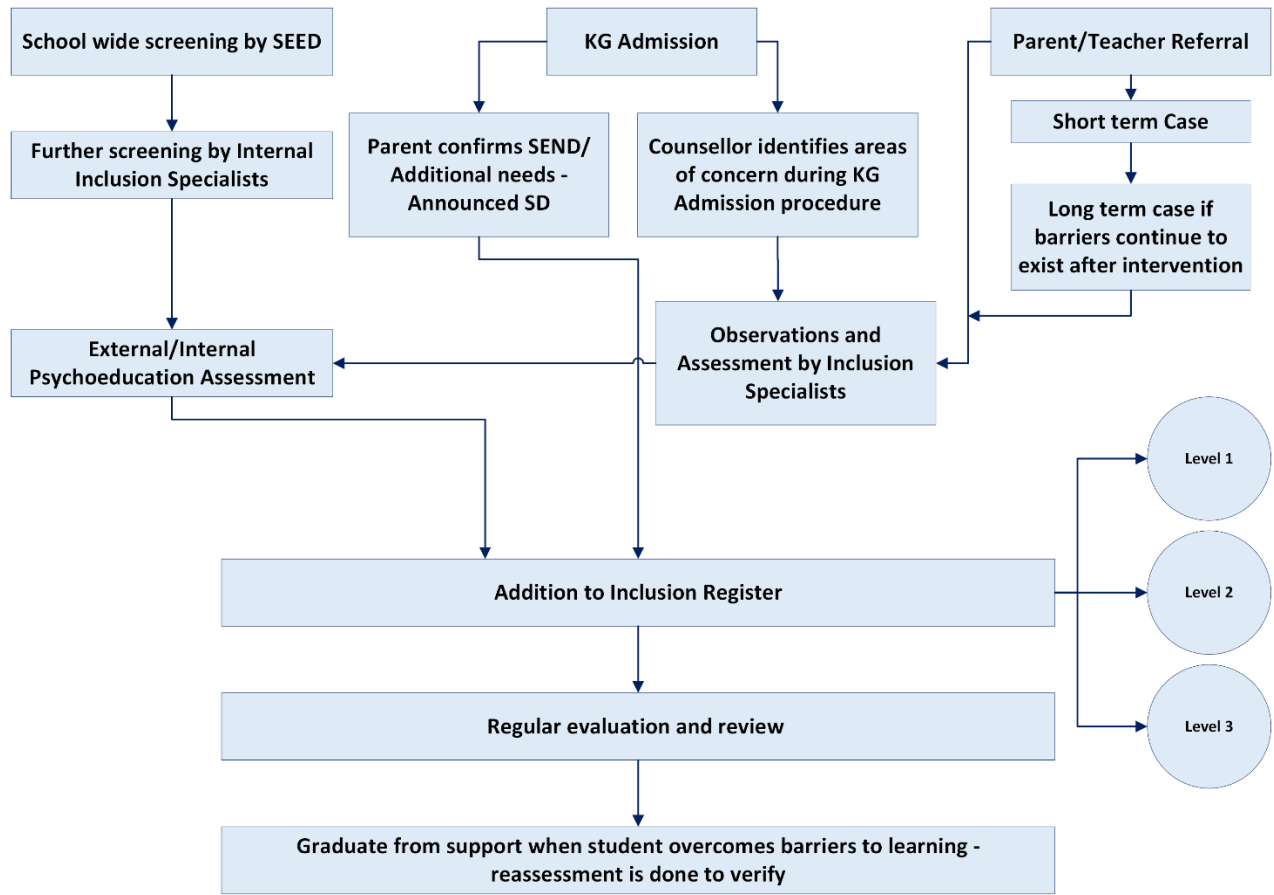 School wide screening by SEED
KG Admission
Parent/Teacher Referral
Further screening by Internal
Inclusion Specialists
Parent confirms SEND/
Additional needs -
Announced SD
Counsellor identifies areas
of concern during KG
Admission procedure
Short term Case
Long term case if
barriers continue to
exist after intervention
External/Internal
Psychoeducation Assessment
Observations and
Assessment by Inclusion
Specialists
Level 1
Addition to Inclusion Register
Level 2
Regular evaluation and review
Level 3
Graduate from support when student overcomes barriers to learning -
reassessment is done to verify